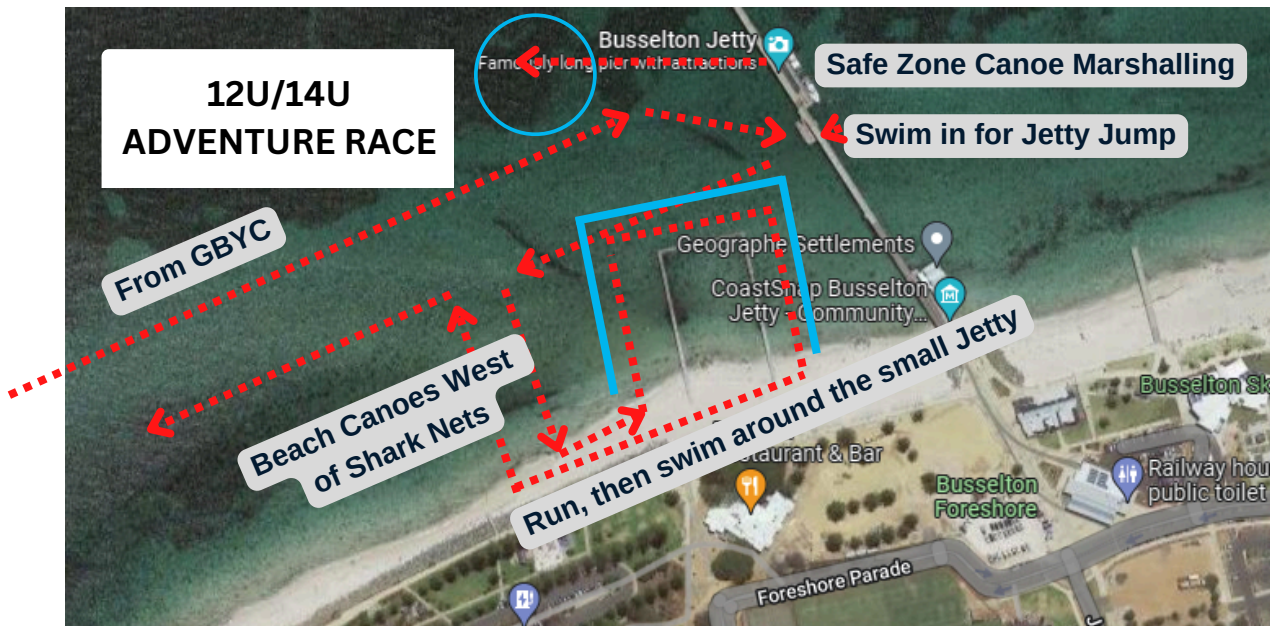 12U/14U
ADVENTURE RACE
Busselton Jetty
Famously long pier with attractions
Safe Zone Canoe Marshalling
Swim in for Jetty Jump
From GBYC
Geographe Settlements
CoastSnap Busselton
Jetty - Community...
Beach Canoes West
of Shark Nets
Run, then swim around the small Jetty
Busselton Sk
& Bar
Busselton
Foreshore
Railway hou
public toilet
Foreshore Parade